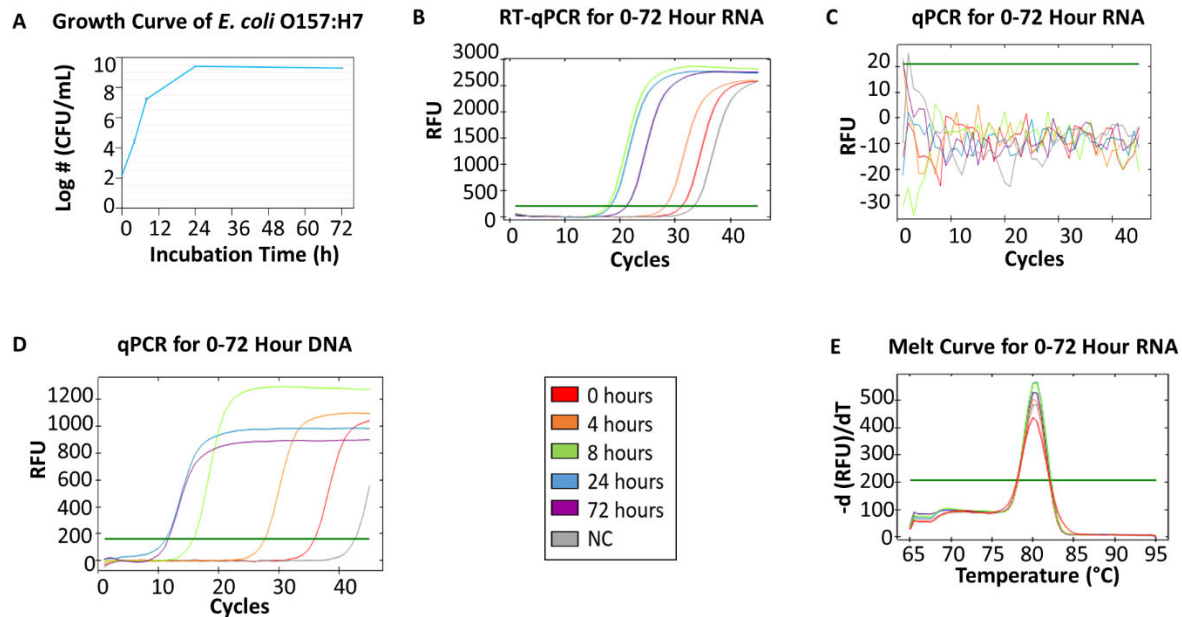 A Growth Curve of E. coli O157:H7
Log # (CFU/mL)
10
8
6
4
2
0
0 12 24 36 48 60 72
Incubation Time (h)
B RT-qPCR for 0-72 Hour RNA
RFU
3000
2500
2000
1500
1000
500
0
0 10 20 30 40
Cycles
C qPCR for 0-72 Hour RNA
RFU
20
10
0
-10
-20
-30
0 10 20 30 40
Cycles
D qPCR for 0-72 Hour DNA
RFU
1200
1000
800
600
400
200
0
0 10 20 30 40
Cycles
0 hours
4 hours
8 hours
24 hours
72 hours
NC
E Melt Curve for 0-72 Hour RNA
-d (RFU)/dT
500
400
300
200
100
0
65 70 75 80 85 90 95
Temperature (°C)